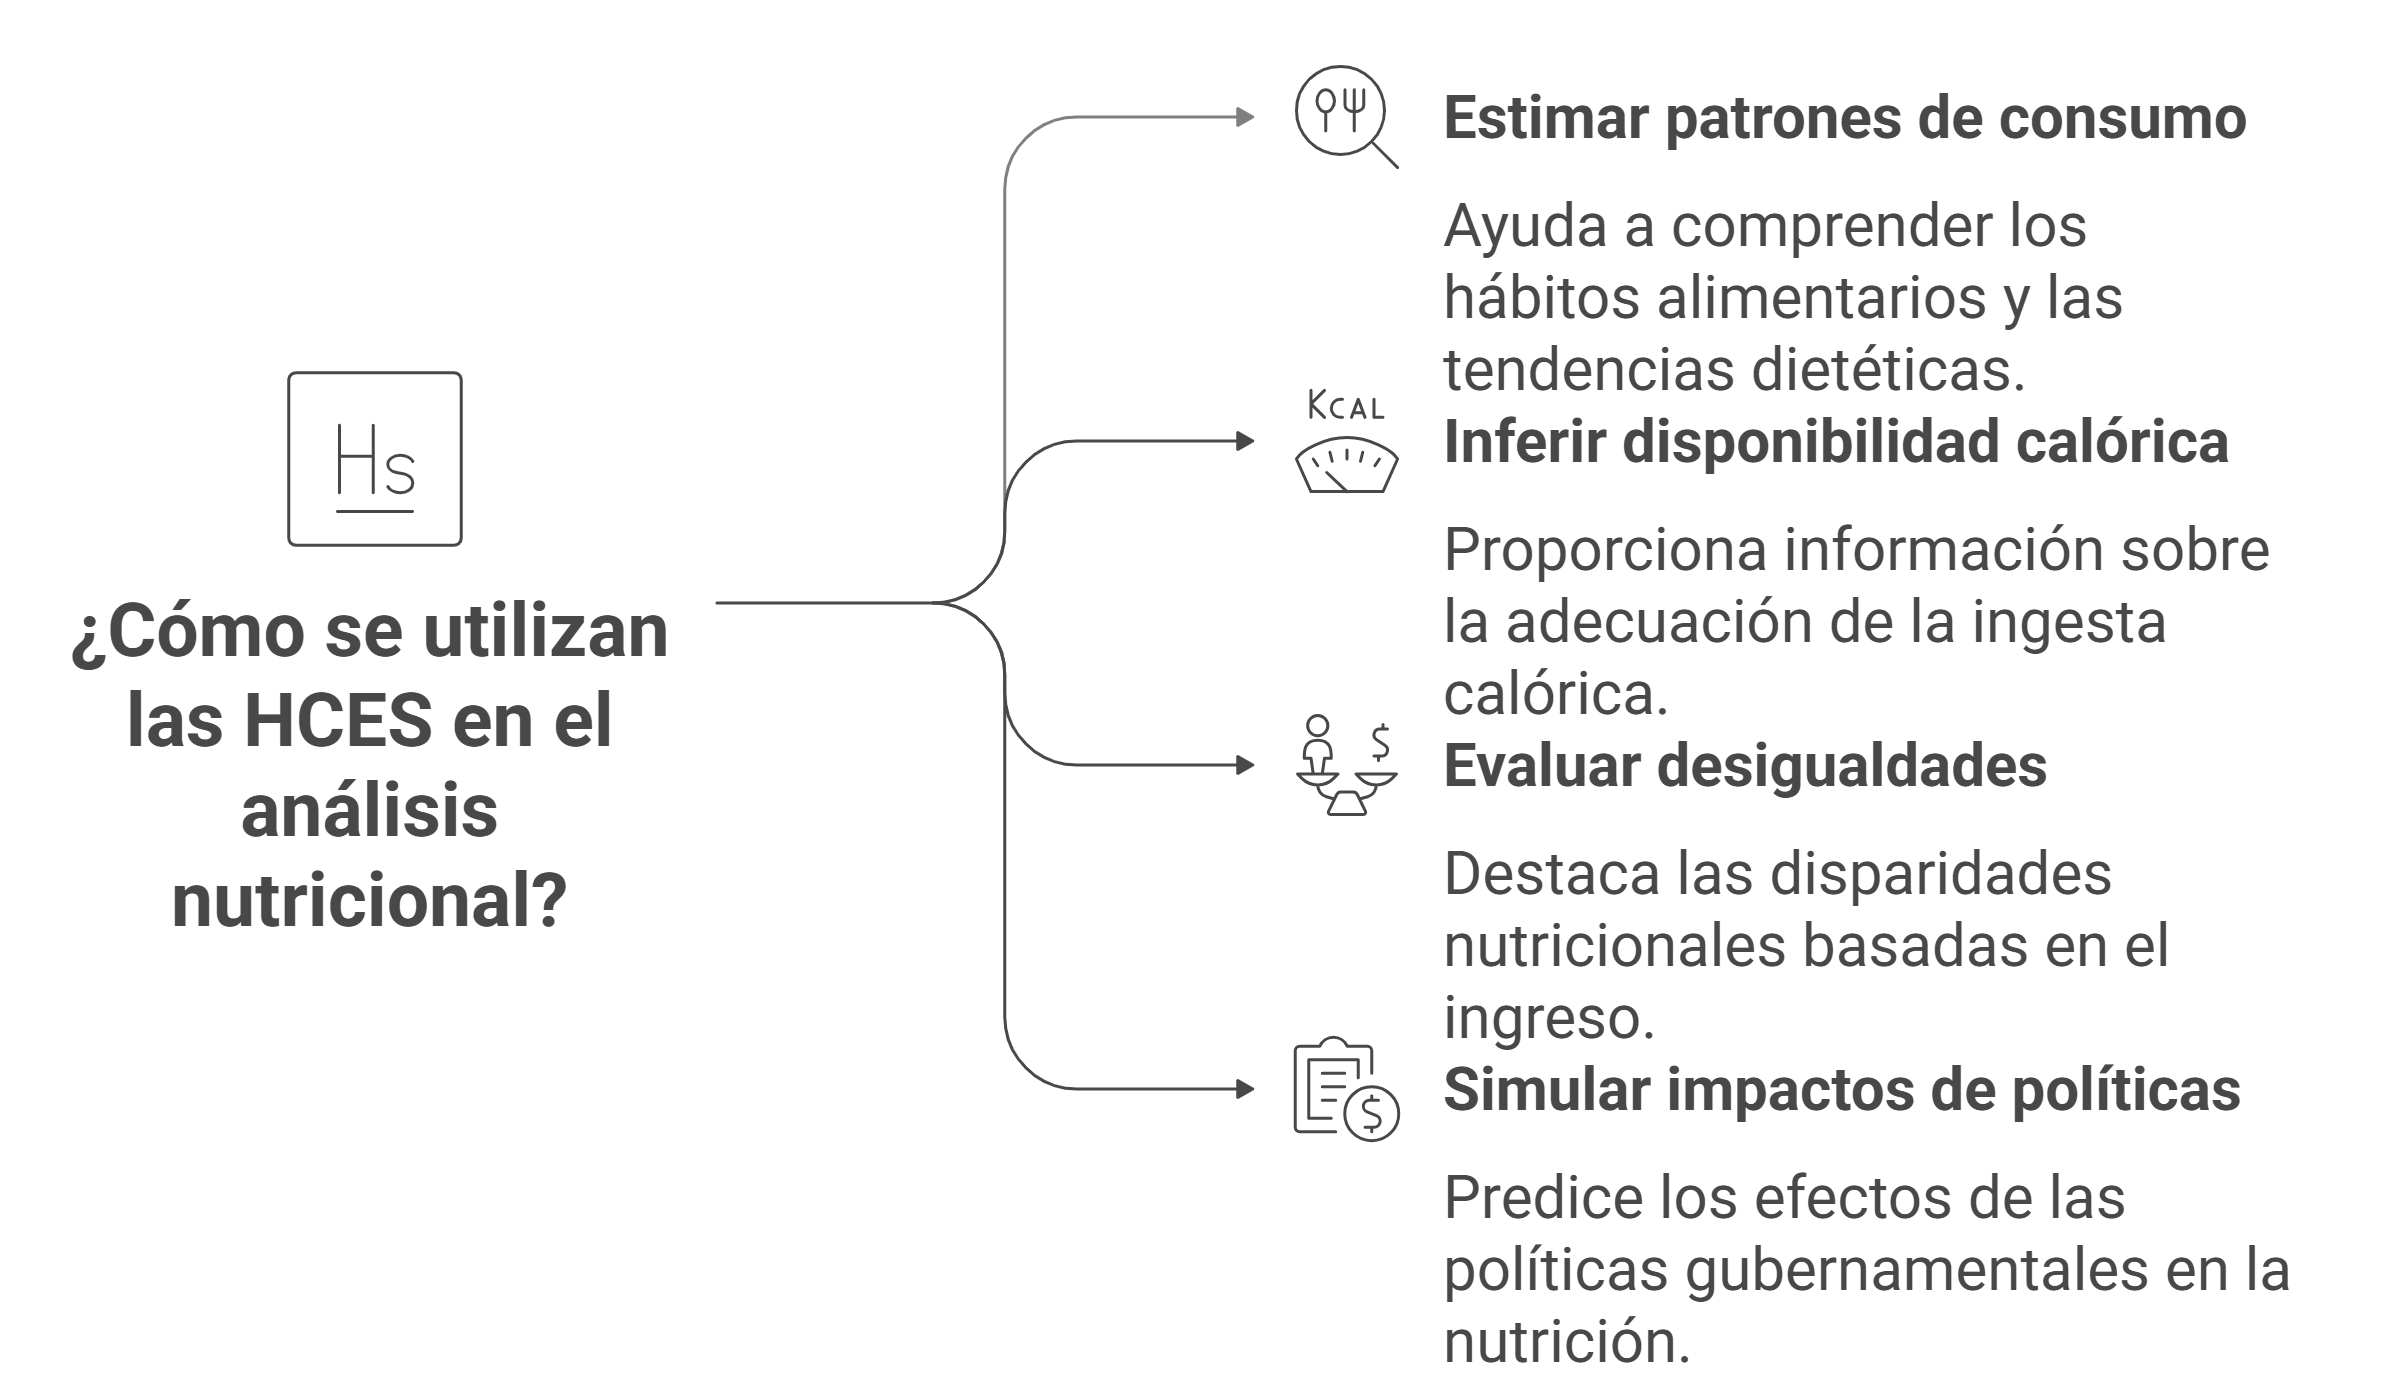 Hs
¿Cómo se utilizan
las HCES en el
análisis
nutricional?
Estimar patrones de consumo
Ayuda a comprender los
hábitos alimentarios y las
tendencias dietéticas.
KCAL
Inferir disponibilidad calórica
Proporciona información sobre
la adecuación de la ingesta
calórica.
$
Evaluar desigualdades
Destaca las disparidades
nutricionales basadas en el
ingreso.
$
Simular impactos de políticas
Predice los efectos de las
políticas gubernamentales en la
nutrición.